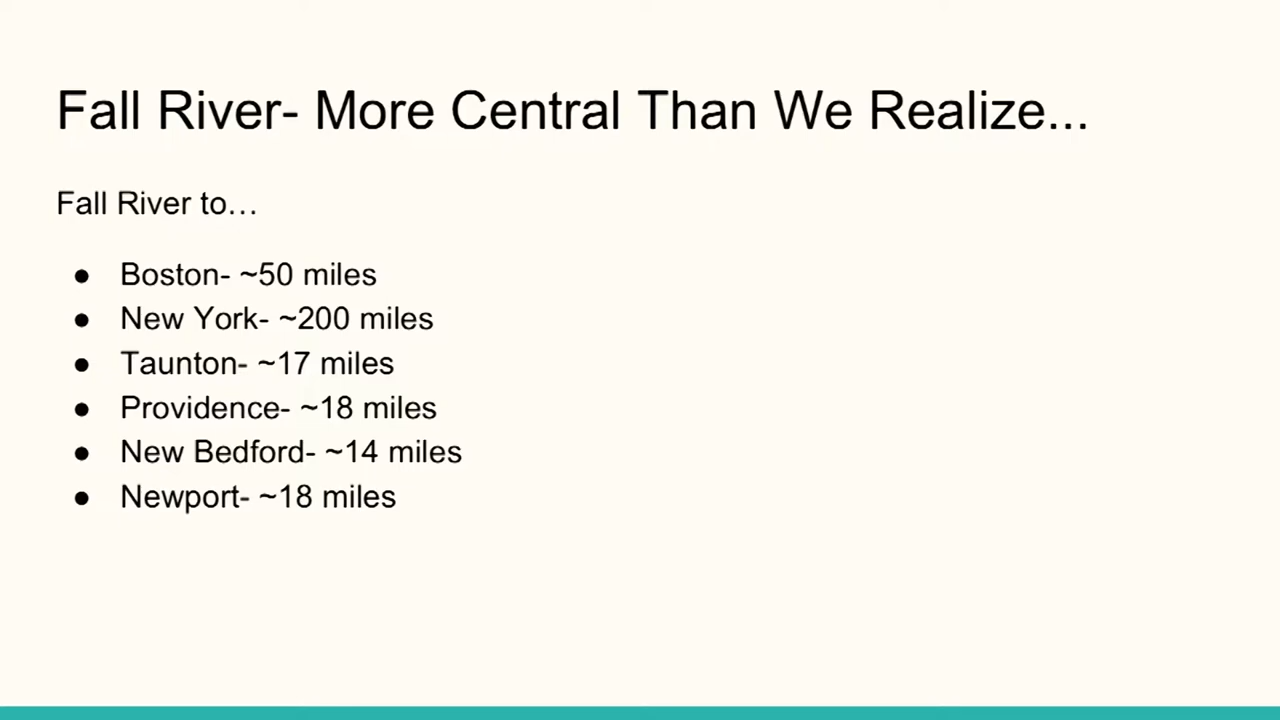 Fall River- More Central Than We Realize...
Fall River to…
● Boston- ~50 miles
● New York- ~200 miles
● Taunton- ~17 miles
● Providence- ~18 miles
● New Bedford- ~14 miles
● Newport- ~18 miles